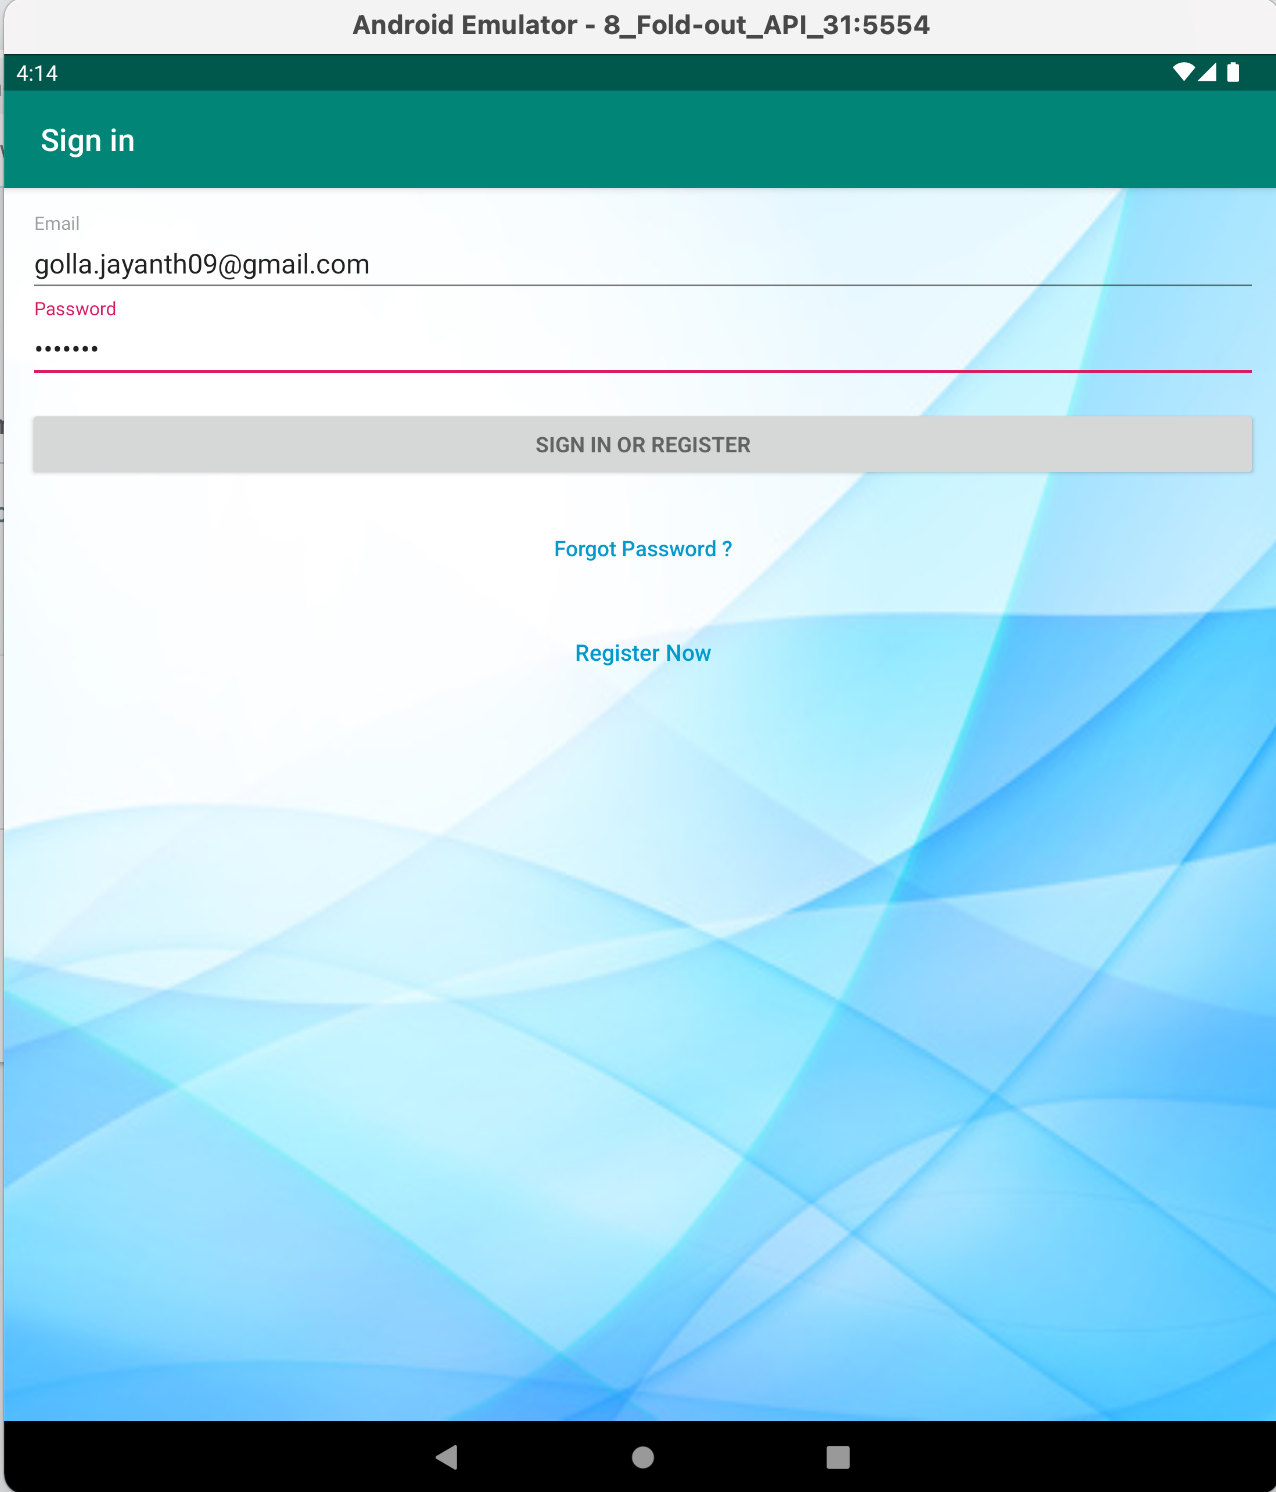 Android Emulator - 8_Fold-out_API_31:5554
4:14
Sign in
Email
golla.jayanth09@gmail.com
Password
•••••••
SIGN IN OR REGISTER
Forgot Password ?
Register Now